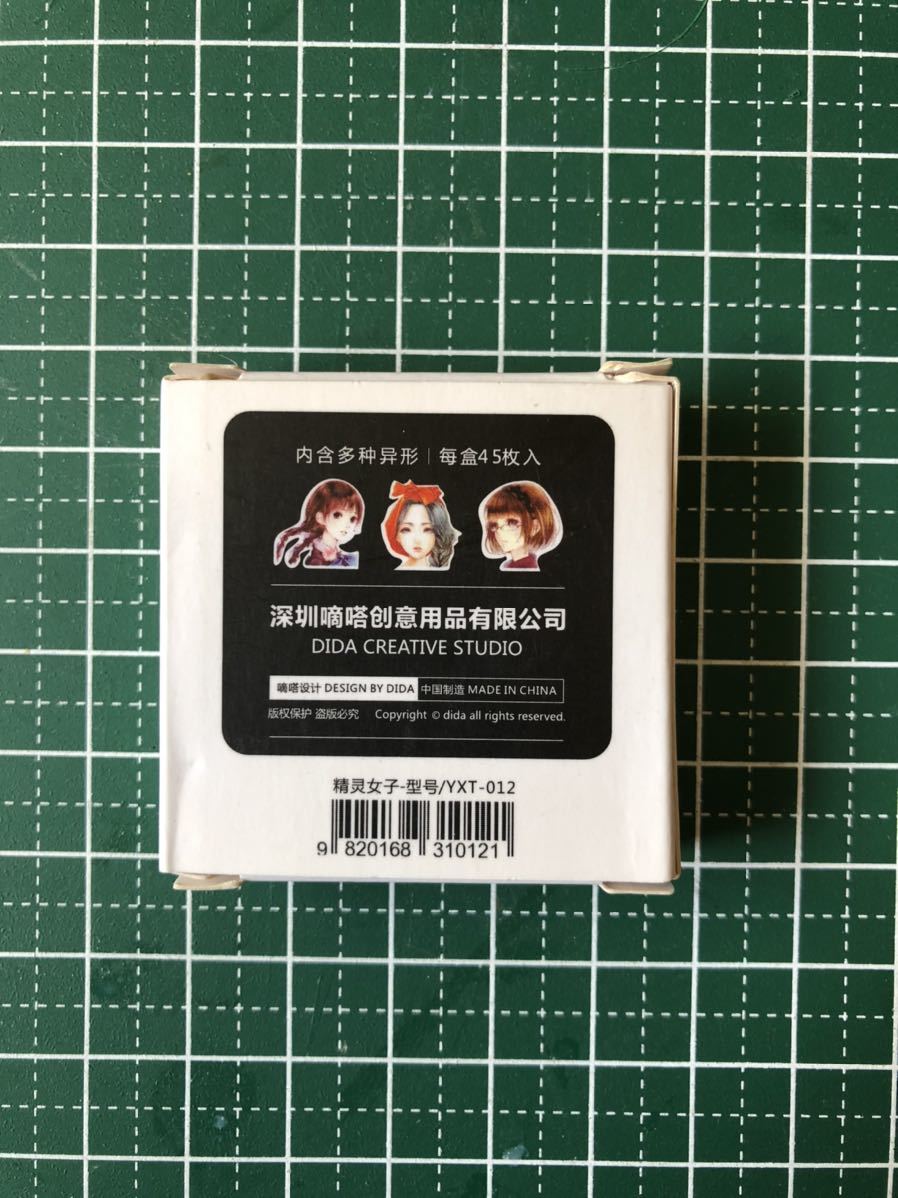 内含多种异形|每盒45枚入
深圳嘀嗒创意用品有限公司
DIDA CREATIVE STUDIO
嘀嗒设计 DESIGN BY DIDA 中国制造 MADE IN CHINA
版权保护 盗版必究 Copyright © dida all rights reserved.
精灵女子-型号/YXT-012
9 820168 310121